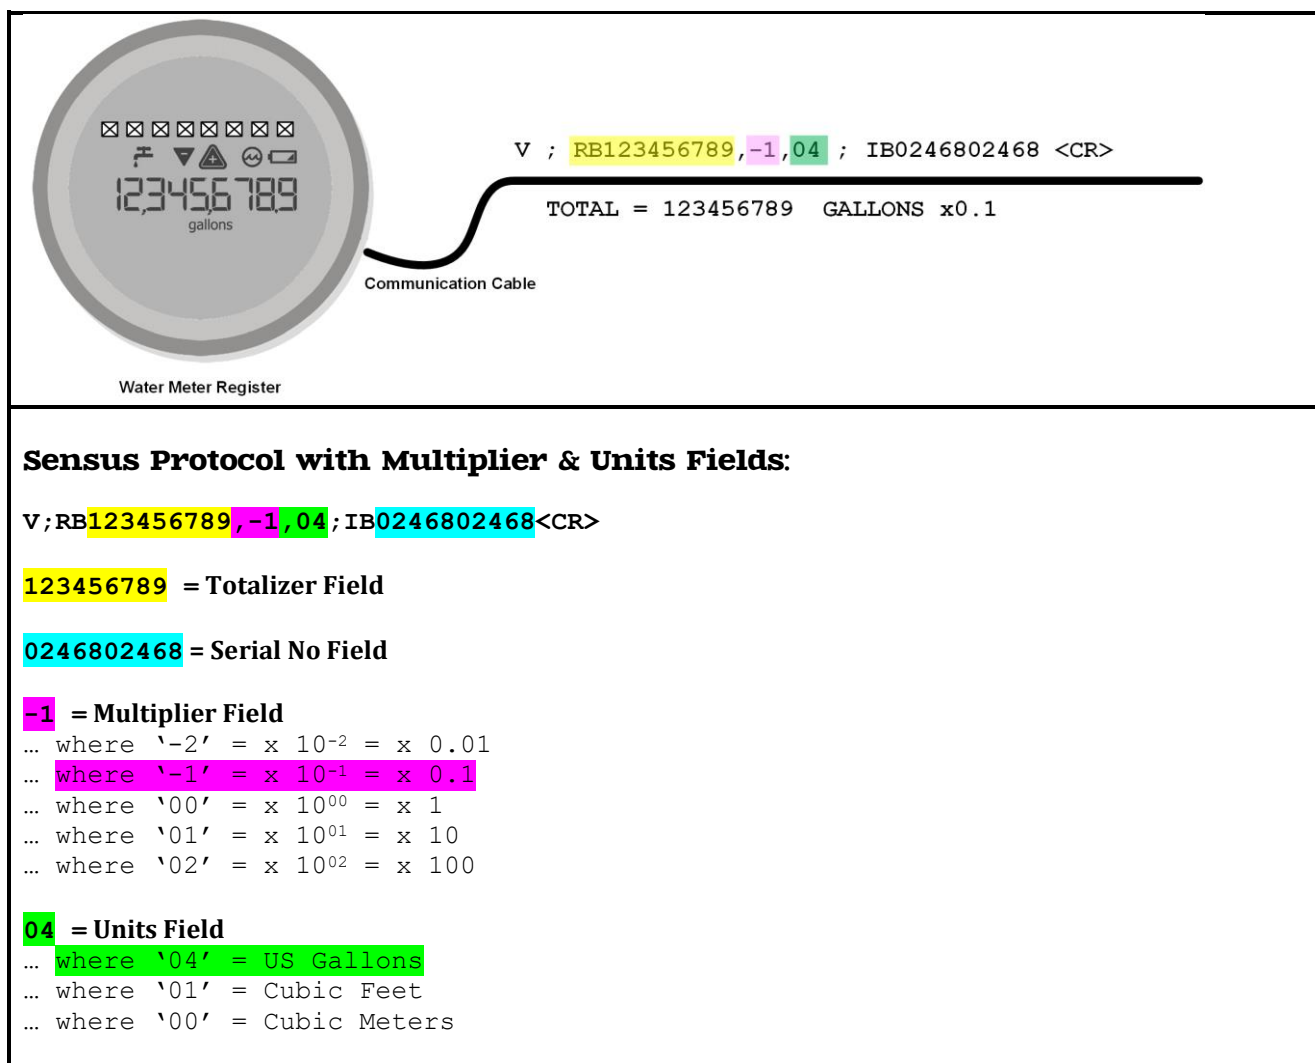 12,345,678.9
gallons
Water Meter Register
Communication Cable
V ; RB123456789,-1,04 ; IB0246802468 <CR>
TOTAL = 123456789 GALLONS x0.1
Sensus Protocol with Multiplier & Units Fields:
V;RB123456789,-1,04;IB0246802468<CR>
123456789 = Totalizer Field
0246802468 = Serial No Field
-1 = Multiplier Field
… where ‘-2’ = x 10⁻² = x 0.01
… where ‘-1’ = x 10⁻¹ = x 0.1
… where ‘00’ = x 10⁰⁰ = x 1
… where ‘01’ = x 10⁰¹ = x 10
… where ‘02’ = x 10⁰² = x 100
04 = Units Field
… where ‘04’ = US Gallons
… where ‘01’ = Cubic Feet
… where ‘00’ = Cubic Meters